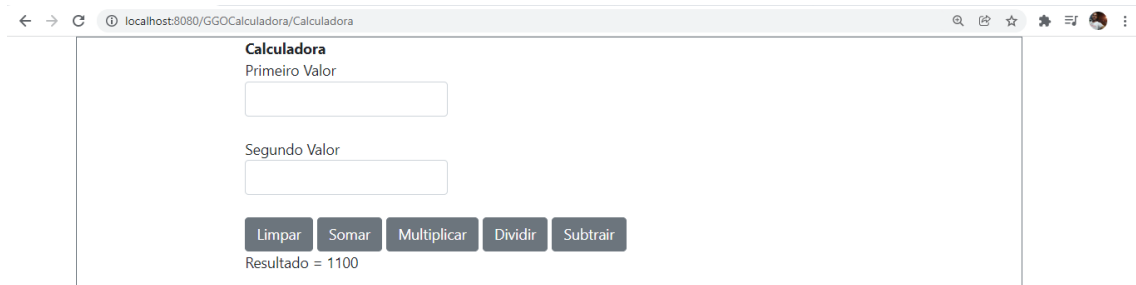 localhost:8080/GGOCalculadora/Calculadora
Calculadora
Primeiro Valor
Segundo Valor
Limpar Somar Multiplicar Dividir Subtrair
Resultado = 1100